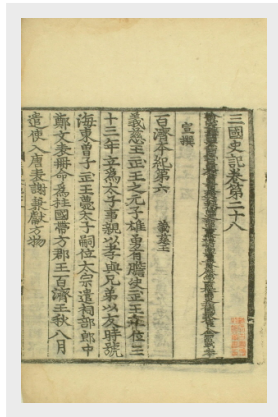 三國史記卷第二十八
宣撰
百濟本紀第六 義慈王
義慈王武王之元子雄勇有膽決武王在位三
十三年立爲太子事親以孝與兄弟以友時號
海東曾子武王薨太子嗣位太宗遣祠部郎中
鄭文表冊命爲柱國帶方郡王百濟王秋八月
遣使入唐表謝兼獻方物